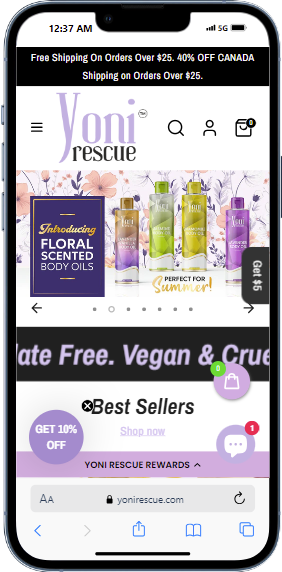 12:37 AM
5G
Free Shipping On Orders Over $25. 40% OFF CANADA
Shipping on Orders Over $25.
Yoni
TM
rescue
0
Introducing
FLORAL
SCENTED
BODY OILS
PERFECT FOR
Summer!
Get $5
late Free. Vegan & Crue
0
Best Sellers
GET 10%
OFF
Shop now
1
YONI RESCUE REWARDS
AA
yonirescue.com